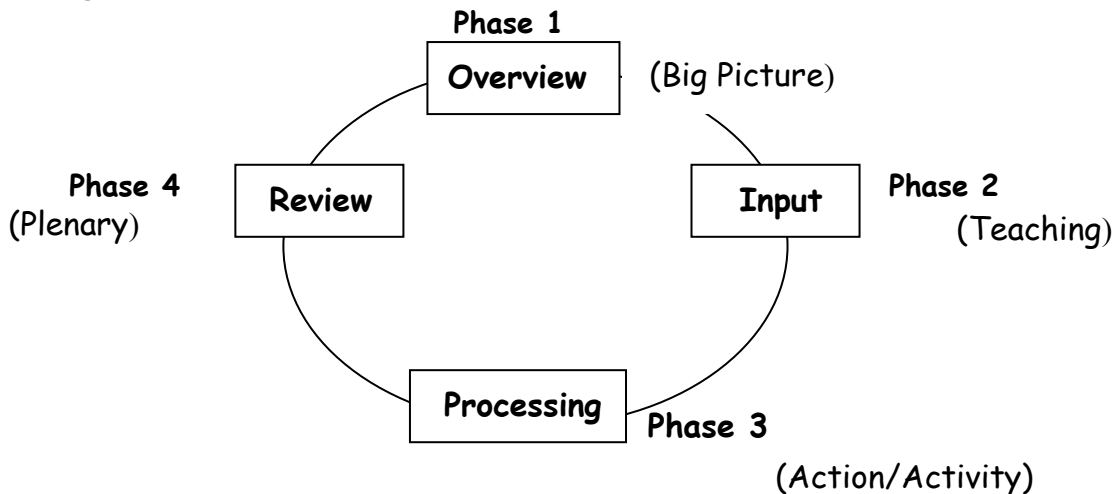 Phase 1
Overview
(Big Picture)
Phase 4
(Plenary)
Review
Input
Phase 2
(Teaching)
Processing
Phase 3
(Action/Activity)